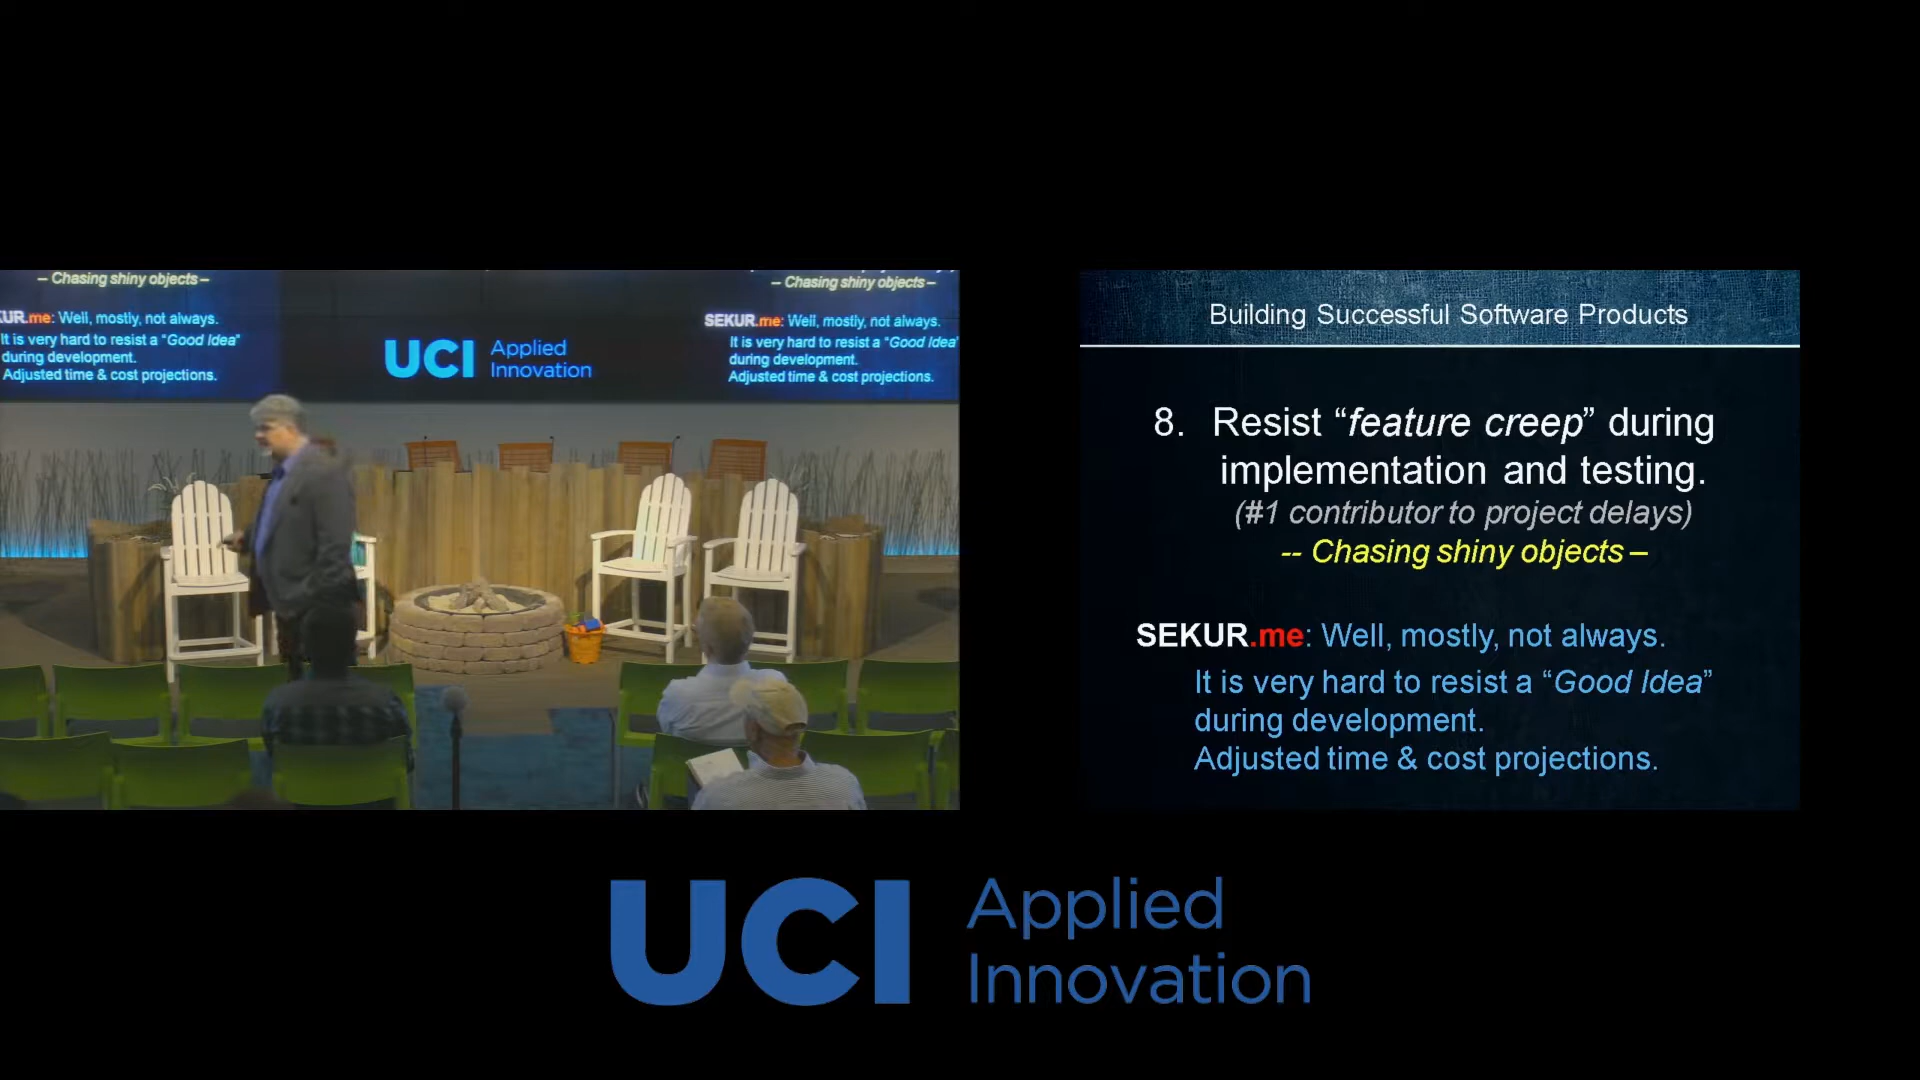 -- Chasing shiny objects --
UR.me: Well, mostly, not always.
It is very hard to resist a “Good Idea”
during development.
Adjusted time & cost projections.
UCI Applied
Innovation
-- Chasing shiny objects --
SEKUR.me: Well, mostly, not always.
It is very hard to resist a “Good Idea”
during development.
Adjusted time & cost projections.
Building Successful Software Products
8. Resist “feature creep” during
implementation and testing.
(#1 contributor to project delays)
-- Chasing shiny objects –
SEKUR.me: Well, mostly, not always.
It is very hard to resist a “Good Idea”
during development.
Adjusted time & cost projections.
UCI Applied
Innovation